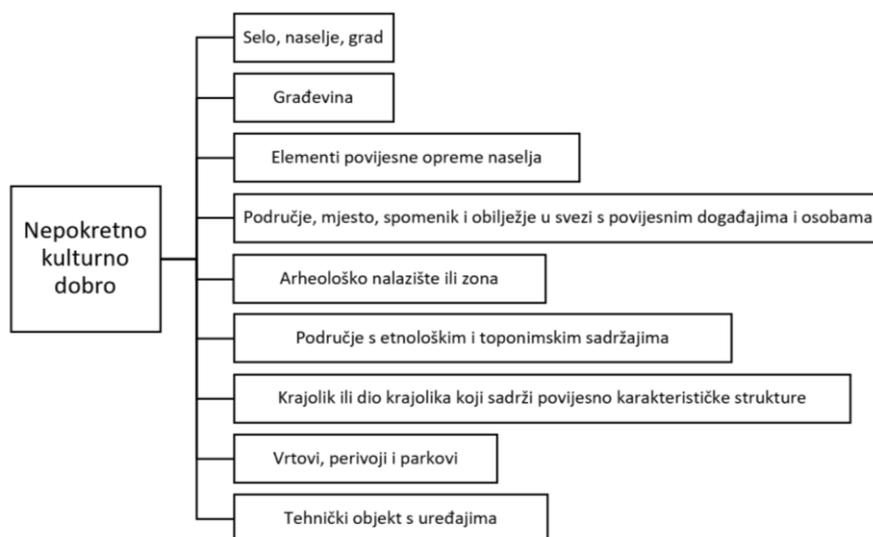 Selo, naselje, grad
Građevina
Elementi povijesne opreme naselja
Nepokretno
kulturno
dobro
Područje, mjesto, spomenik i obilježje u svezi s povijesnim događajima i osobama
Arheološko nalazište ili zona
Područje s etnološkim i toponimskim sadržajima
Krajolik ili dio krajolika koji sadrži povijesno karakterističke strukture
Vrtovi, perivoji i parkovi
Tehnički objekt s uređajima